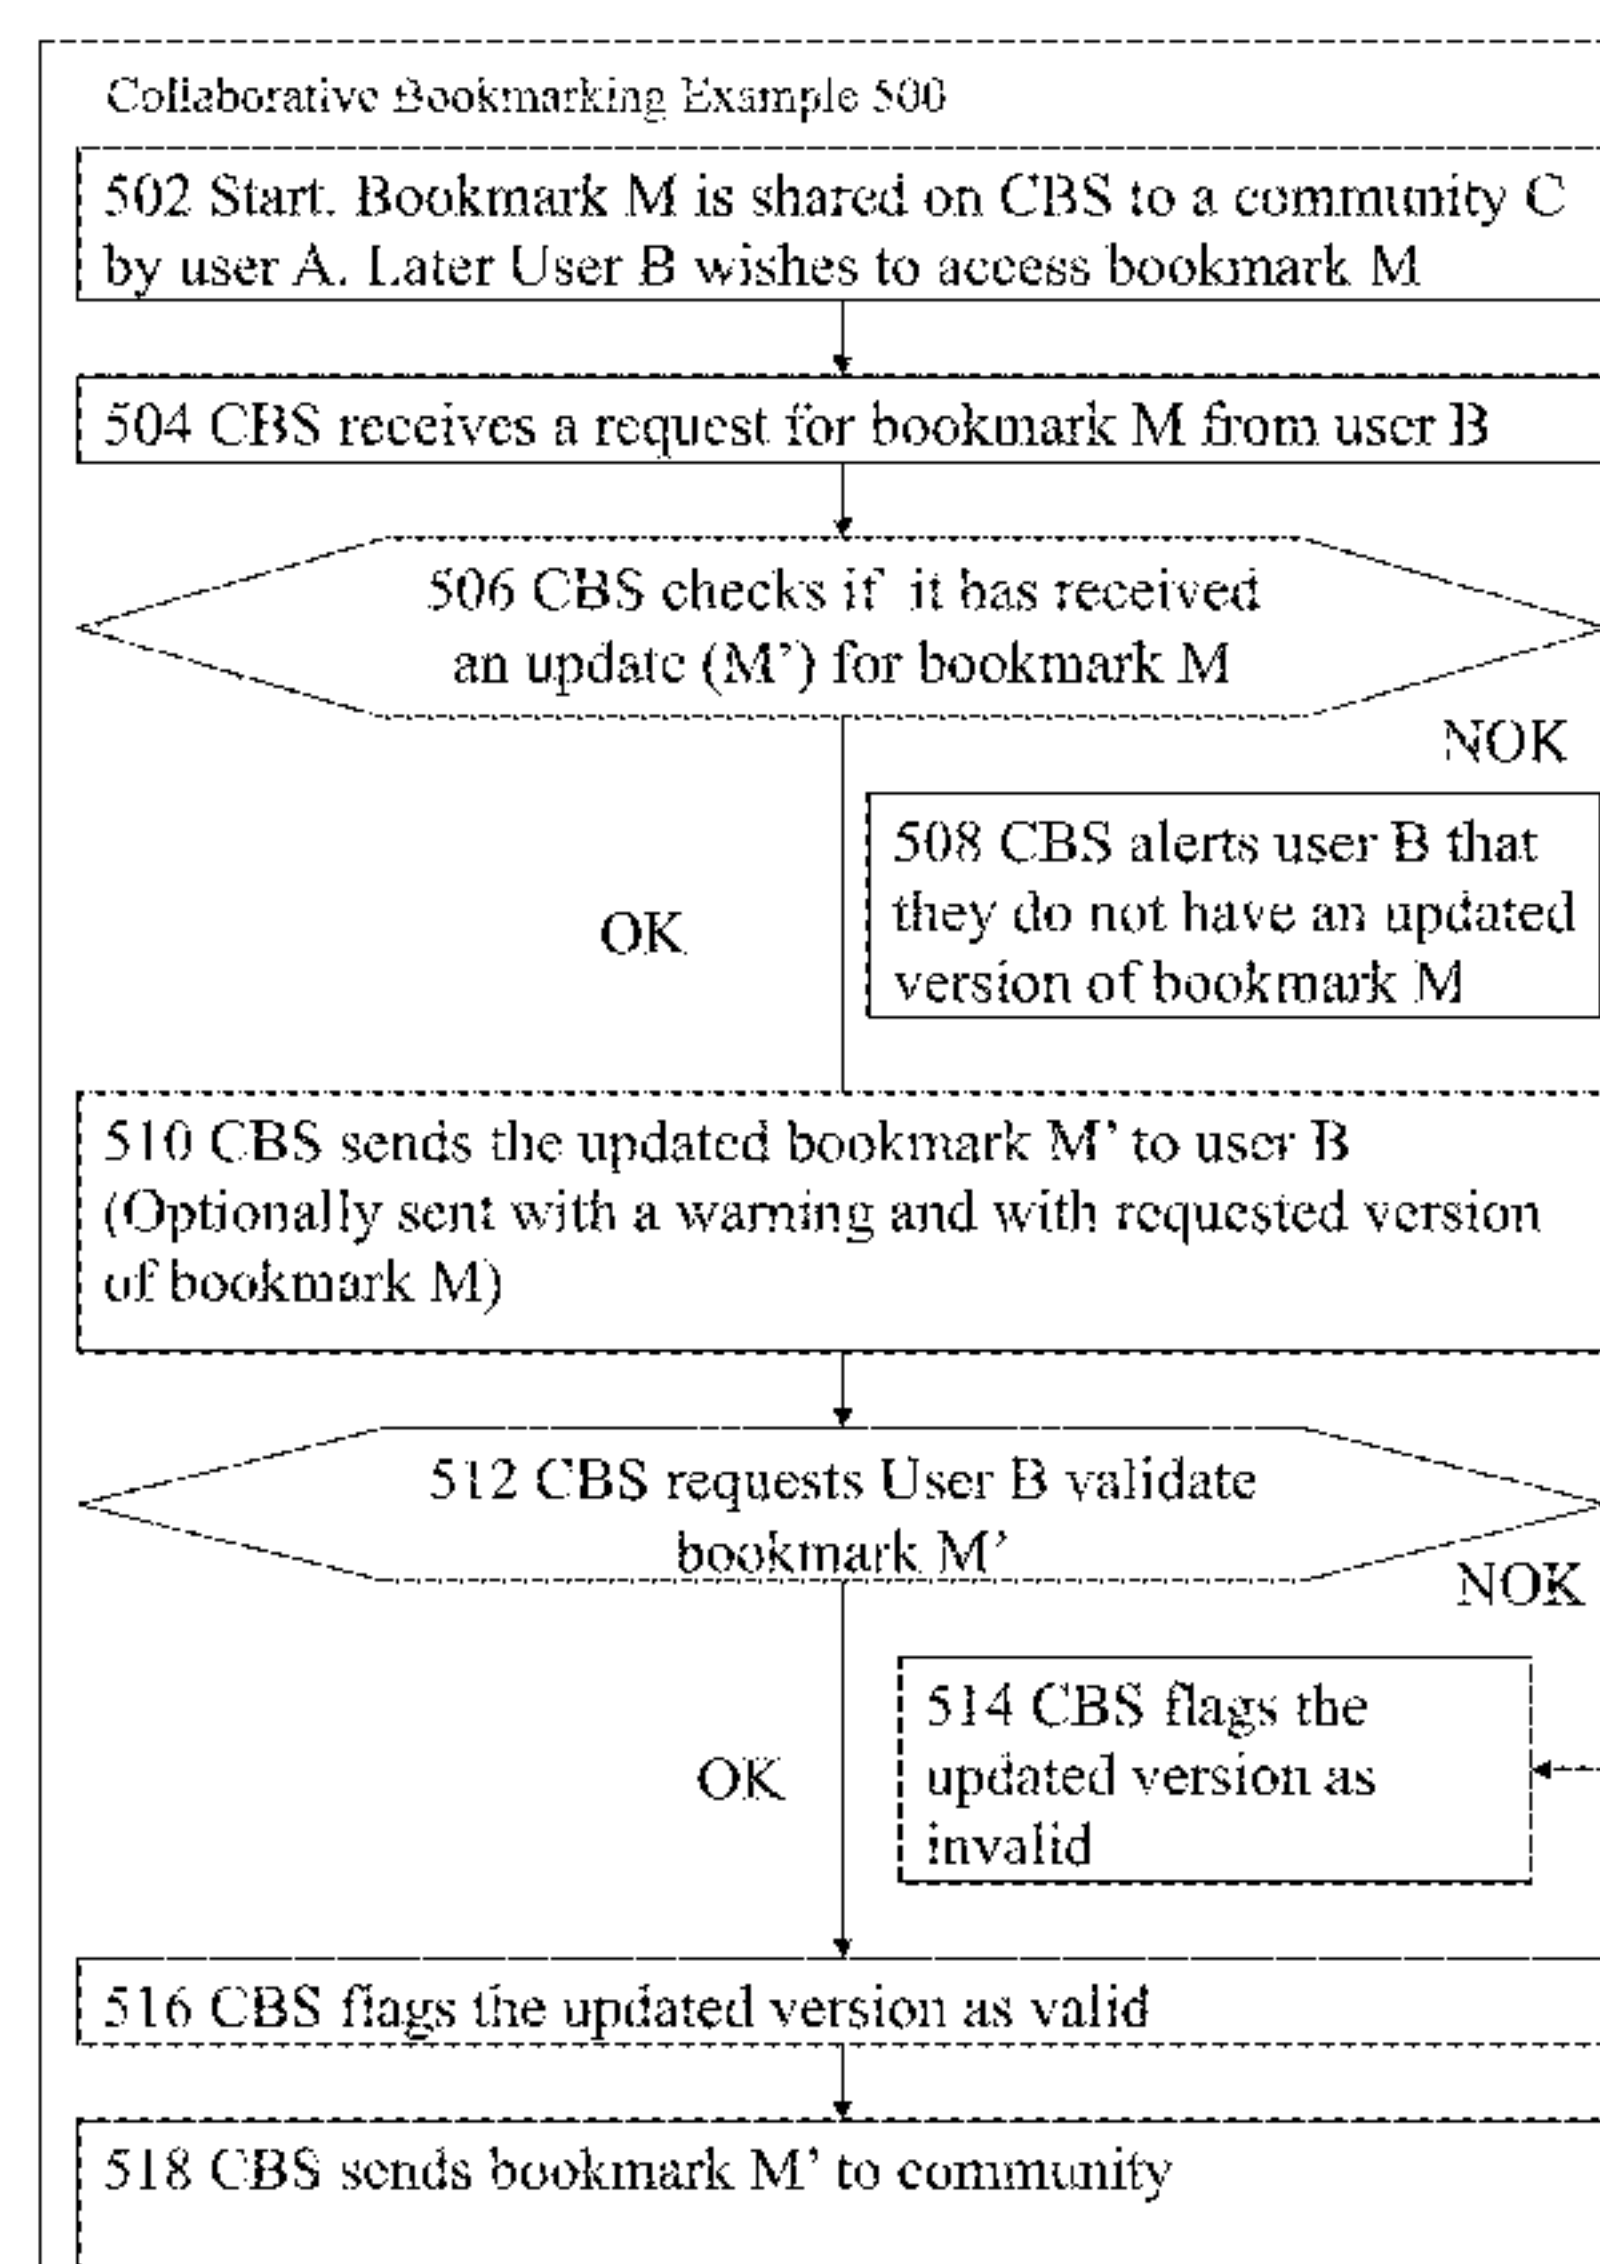 Collaborative Bookmarking Example 500
502 Start. Bookmark M is shared on CBS to a community C
by user A. Later User B wishes to access bookmark M
504 CBS receives a request for bookmark M from user B
506 CBS checks if it has received
an update (M’) for bookmark M
NOK
508 CBS alerts user B that
they do not have an updated
version of bookmark M
OK
510 CBS sends the updated bookmark M’ to user B
(Optionally sent with a warning and with requested version
of bookmark M)
512 CBS requests User B validate
bookmark M’
NOK
514 CBS flags the
updated version as
invalid
OK
516 CBS flags the updated version as valid
518 CBS sends bookmark M’ to community